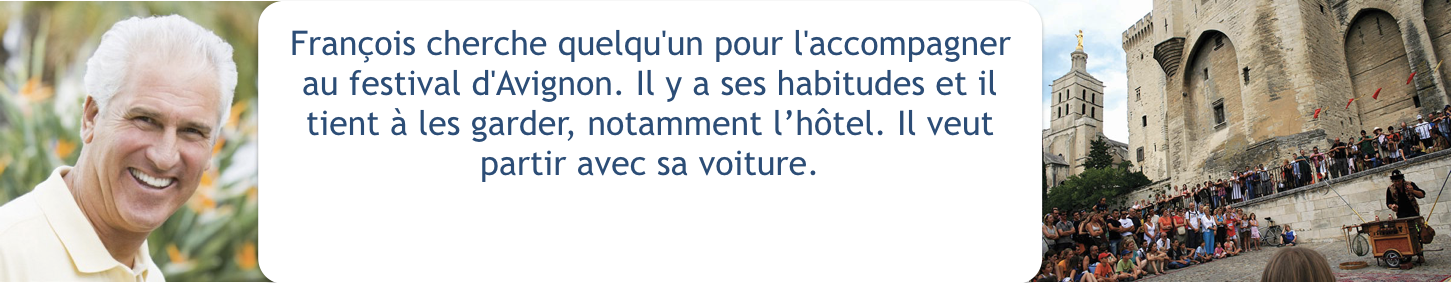 François cherche quelqu'un pour l'accompagner
au festival d'Avignon. Il y a ses habitudes et il
tient à les garder, notamment l’hôtel. Il veut
partir avec sa voiture.